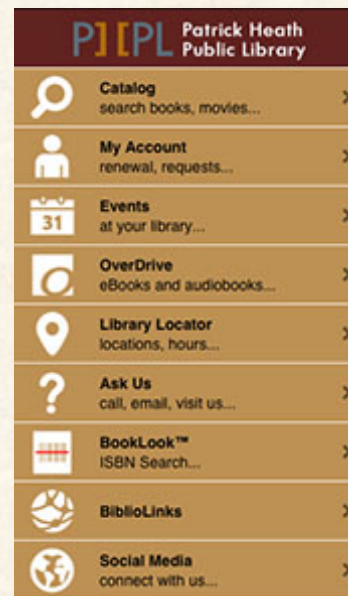 P][PL Patrick Heath
Public Library
Catalog
search books, movies...
My Account
renewal, requests...
31
Events
at your library...
OverDrive
eBooks and audiobooks...
Library Locator
locations, hours...
?
Ask Us
call, email, visit us...
BookLook™
ISBN Search...
BiblioLinks
Social Media
connect with us...